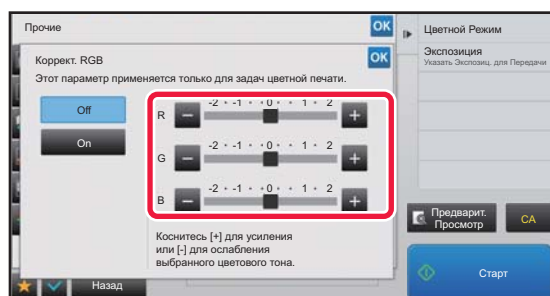 Прочие
OK
Коррект. RGB
OK
Этот параметр применяется только для задач цветной печати.
Off
On
R
-2 • -1 • • 0 • • 1 • 2
G
-2 • -1 • • 0 • • 1 • 2
B
-2 • -1 • • 0 • • 1 • 2
Коснитесь [+] для усиления
или [-] для ослабления
выбранного цветового тона.
Назад
Цветной Режим
Экспозиция
Указать Экспозиц. для Передачи
Предварит.
Просмотр
CA
Старт